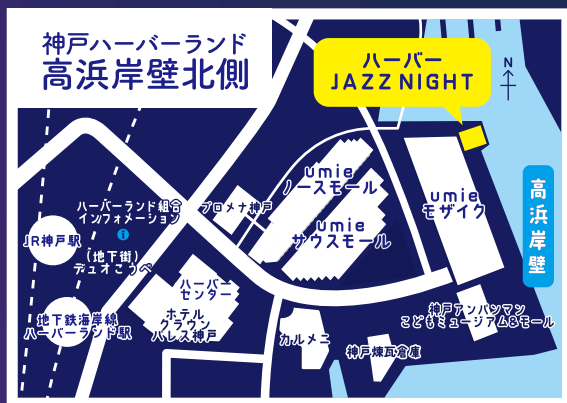 神戸ハーバーランド
高浜岸壁北側
ハーバー
JAZZ NIGHT
N
umie
ノースモール
umie
サウスモール
umie
モザイク
高浜岸壁
ハーバーランド組合
インフォメーション
プロメナ神戸
JR神戸駅
i
(地下街)
デュオこうべ
ハーバー
センター
ホテル
クラウン
パレス神戸
地下鉄海岸線
ハーバーランド駅
カルメニ
神戸煉瓦倉庫
神戸アンパンマン
こどもミュージアム&モール